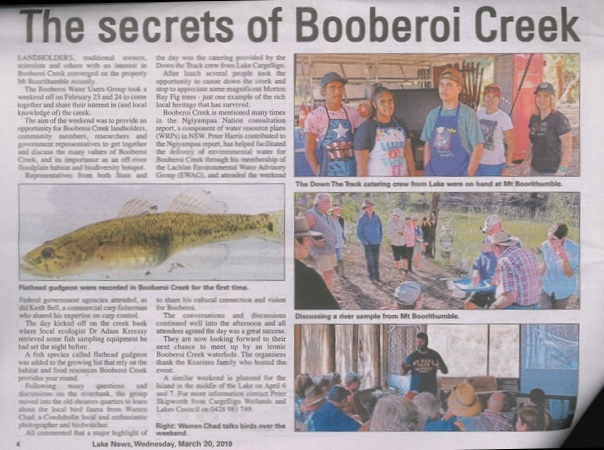 The secrets of Booberoi Creek
LANDHOLDERS, traditional owners,
scientists and others with an interest in
Booberoi Creek converged on the property
Mt Boorithumble recently.
The Booberoi Water Users Group took a
weekend off on February 23 and 24 to come
together and share their interest in (and local
knowledge of) the creek.
The aim of the weekend was to provide an
opportunity for Booberoi Creek landholders,
community members, researchers and
government representatives to get together
and discuss the many values of Booberoi
Creek, and its importance as an off-river
floodplain habitat and biodiversity hotspot.
Representatives from both State and
Flathead gudgeon were recorded in Booberoi Creek for the first time.
Federal government agencies attended, as
did Keith Bell, a commercial carp fisherman
who shared his expertise on carp control.
The day kicked off on the creek bank
where local ecologist Dr Adam Kerezsy
retrieved some fish sampling equipment he
had set the night before.
A fish species called flathead gudgeon
was added to the growing list that rely on the
habitat and food resources Booberoi Creek
provides year round.
Following many questions and
discussions on the riverbank, the group
moved into the old shearers quarters to learn
about the local bird fauna from Warren
Chad, a Condobolin local and enthusiastic
photographer and birdwatcher.
All commented that a major highlight of
the day was the catering provided by the
Down the Track crew from Lake Cargelligo.
After lunch several people took the
opportunity to canoe down the creek and
stop to appreciate some magnificent Morton
Bay Fig trees - just one example of the rich
local heritage that has survived.
Booberoi Creek is mentioned many times
in the Ngiyampaa Nation consultation
report, a component of water resource plans
(WRPs) in NSW. Peter Harris contributed to
the Ngiyampaa report, has helped facilitated
the delivery of environmental water for
Booberoi Creek through his membership of
the Lachlan Environmental Water Advisory
Group (EWAG), and attended the weekend
to share his cultural connection and vision
for Booberoi.
The conversations and discussions
continued well into the afternoon and all
attendees agreed the day was a great success.
They are now looking forward to their
next chance to meet up by an iconic
Booberoi Creek waterhole. The organisers
thank the Kearines family who hosted the
event.
A similar weekend is planned for the
Island in the middle of the Lake on April 6
and 7. For more information contact Peter
Skipworth from Cargelligo Wetlands and
Lakes Council on 0428 981 749.
Right: Warren Chad talks birds over the
weekend.
The Down The Track catering crew from Lake were on hand at Mt Boorithumble.
Discussing a river sample from Mt Boorithumble.
4
Lake News, Wednesday, March 20, 2019